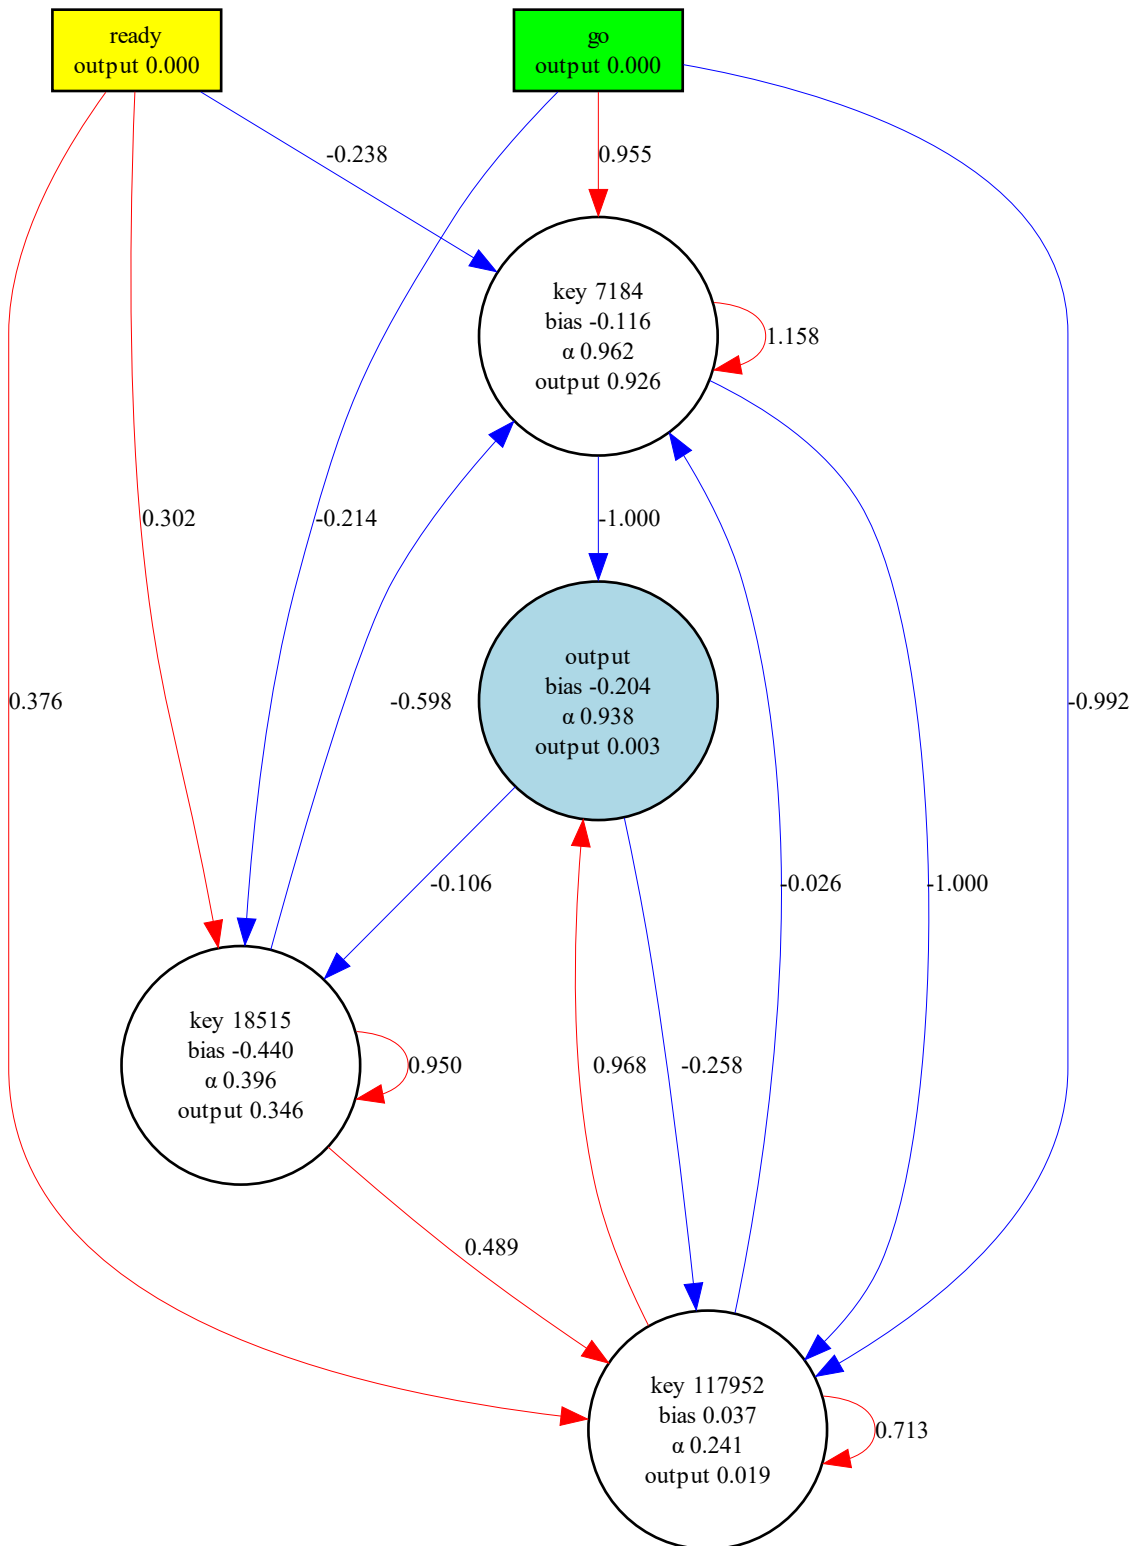 ready
output 0.000
go
output 0.000
-0.238
0.955
key 7184
bias -0.116
α 0.962
output 0.926
1.158
0.302
-0.214
-1.000
output
bias -0.204
α 0.938
output 0.003
0.376
-0.598
-0.992
-0.106
-0.026
-1.000
key 18515
bias -0.440
α 0.396
output 0.346
0.950
0.968
-0.258
0.489
key 117952
bias 0.037
α 0.241
output 0.019
0.713